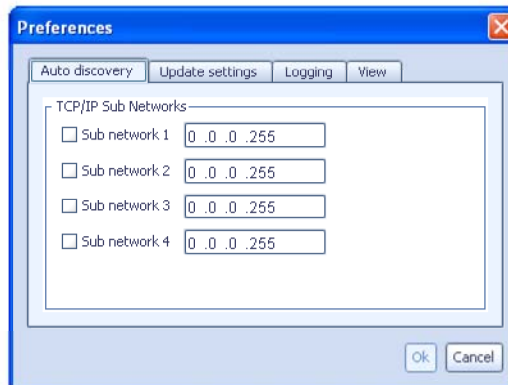 Preferences
Auto discovery Update settings Logging View
TCP/IP Sub Networks
Sub network 1 0 .0 .0 .255
Sub network 2 0 .0 .0 .255
Sub network 3 0 .0 .0 .255
Sub network 4 0 .0 .0 .255
Ok Cancel